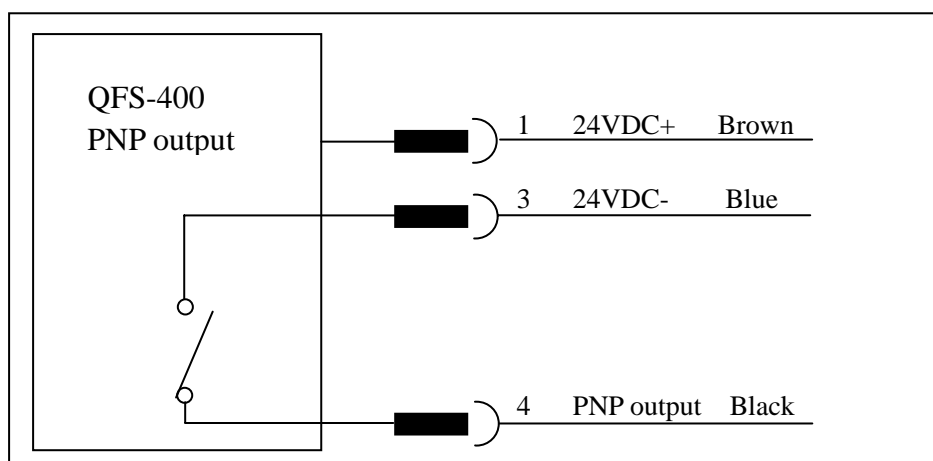 QFS-400
PNP output
1 24VDC+ Brown
3 24VDC- Blue
4 PNP output Black